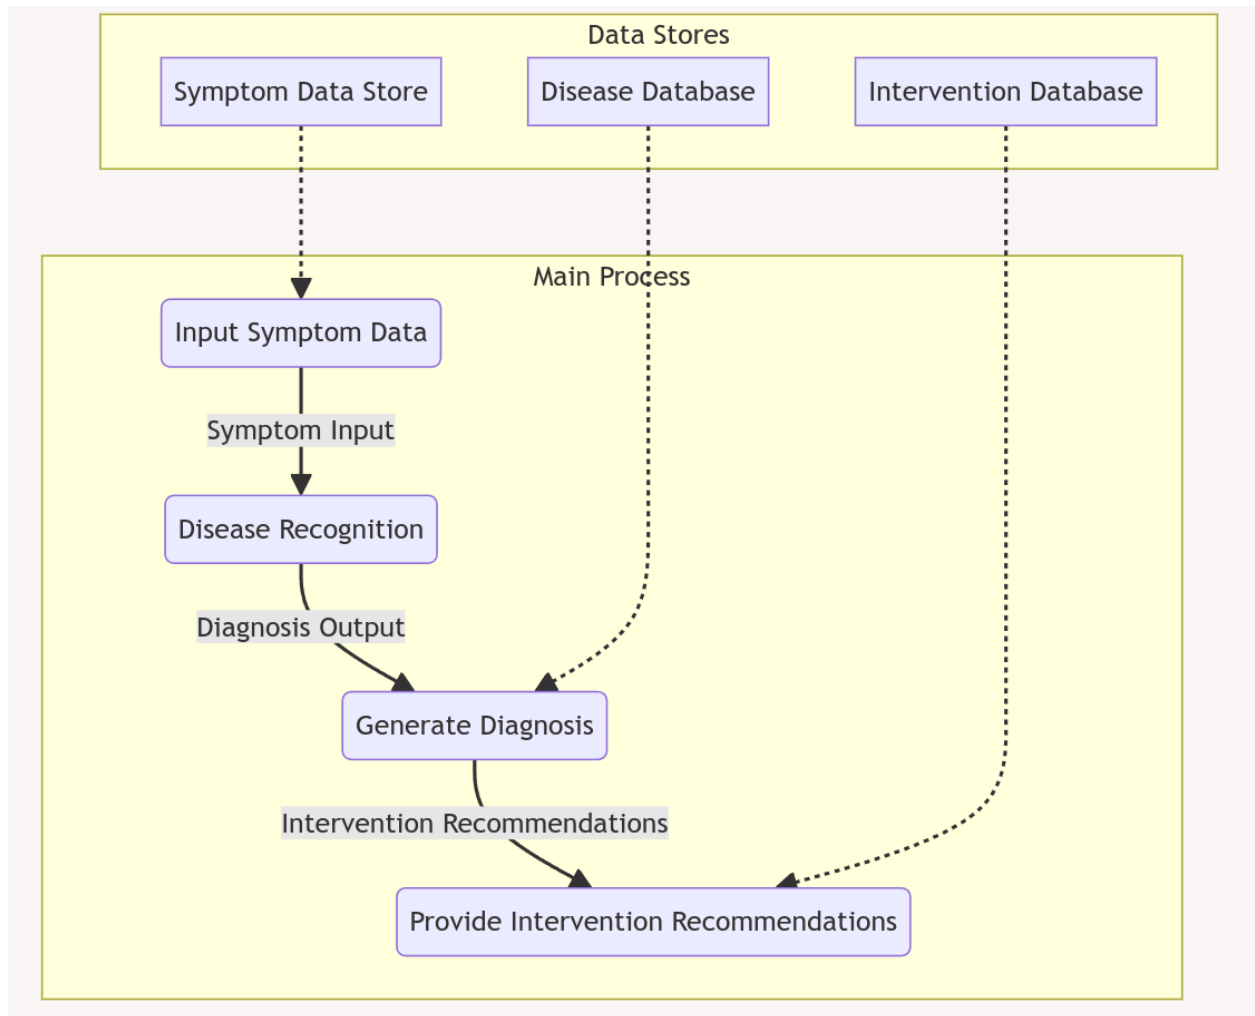 Data Stores
Symptom Data Store
Disease Database
Intervention Database
Main Process
Input Symptom Data
Symptom Input
Disease Recognition
Diagnosis Output
Generate Diagnosis
Intervention Recommendations
Provide Intervention Recommendations